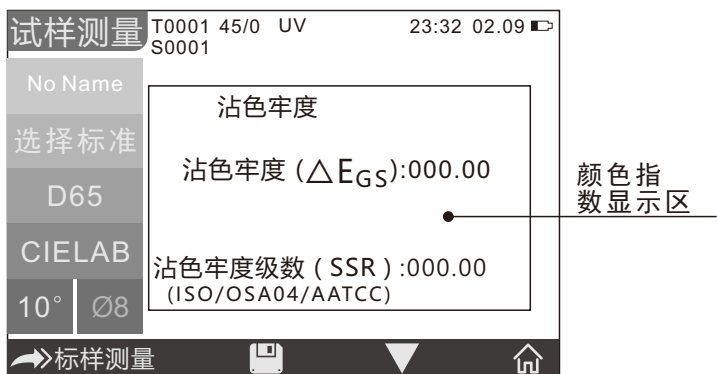 试样测量
T0001 45/0 UV 23:32 02.09
S0001
No Name
选择标准
D65
CIELAB
10° Ø8
沾色牢度
沾色牢度 (△EGS):000.00
沾色牢度级数 ( SSR ) :000.00
(ISO/OSA04/AATCC)
颜色指
数显示区
标样测量